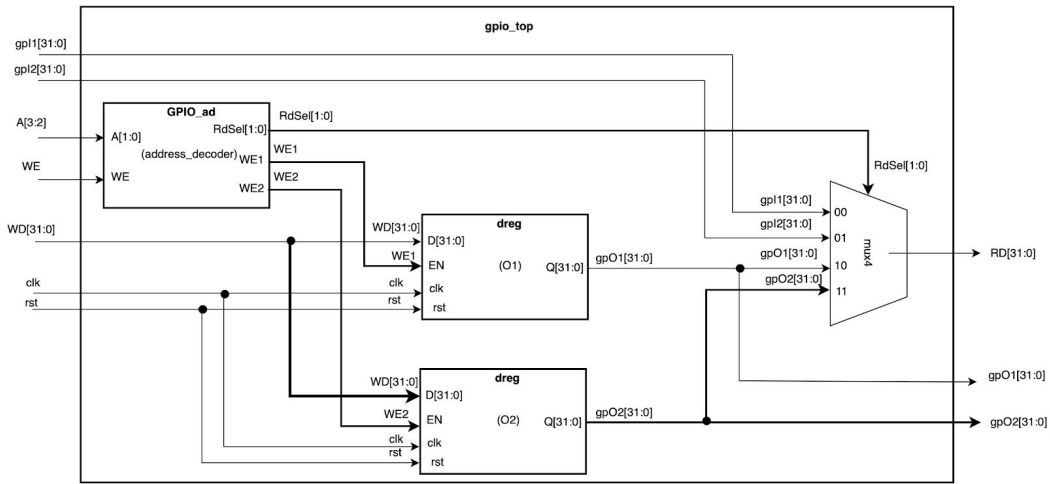 gpio_top
gpI1[31:0]
gpI2[31:0]
GPIO_ad
RdSel[1:0]
A[3:2]
A[1:0]
RdSel[1:0]
(address_decoder)
WE1
WE1
WE
WE
WE2
WE2
RdSel[1:0]
gpI1[31:0]
00
gpI2[31:0]
01
gpO1[31:0]
10
gpO2[31:0]
11
mux4
RD[31:0]
WD[31:0]
WD[31:0]
dreg
D[31:0]
WE1
EN
(O1)
Q[31:0]
gpO1[31:0]
clk
clk
clk
rst
rst
rst
dreg
WD[31:0]
D[31:0]
WE2
EN
(O2)
Q[31:0]
gpO2[31:0]
clk
clk
rst
rst
gpO1[31:0]
gpO2[31:0]